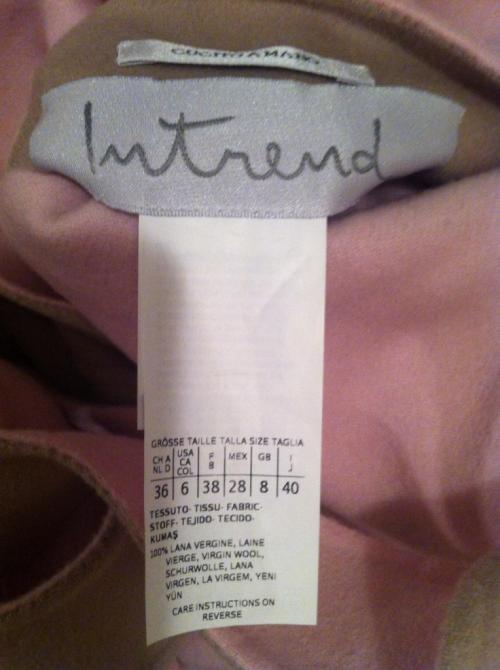 CUCITO A MANO
Intrend
GRÖSSE TAILLE TALLA SIZE TAGLIA
CH A NL D USA CA COL F B MEX GB I J
36 6 38 28 8 40
TESSUTO- TISSU- FABRIC-
STOFF- TEJIDO- TECIDO-
KUMAŞ
100% LANA VERGINE, LAINE
VIERGE, VIRGIN WOOL,
SCHURWOLLE, LANA
VIRGEN, LA VIRGEM, YENI
YÜN
CARE INSTRUCTIONS ON
REVERSE